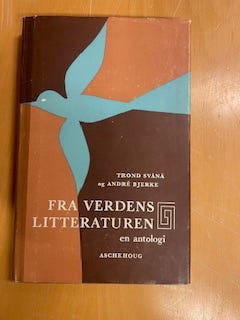 TROND SVÅNÅ
og ANDRÉ BJERKE
FRA VERDENS
LITTERATUREN
en antologi
ASCHEHOUG